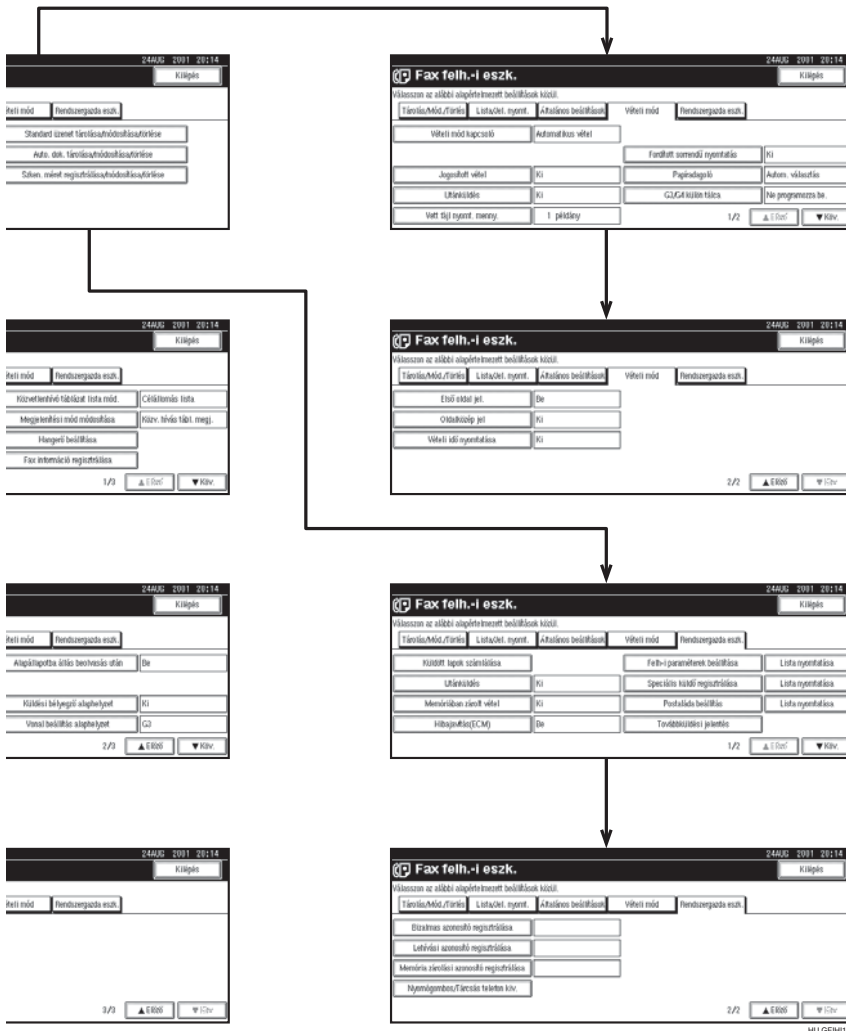 24AUG 2001 20:14
Kilépés
ételi mód Rendszergazda eszk.
Standard üzenet tárolása/módosítása/törlése
Auto. dok. tárolása/módosítása/törlése
Szken. méret regisztrálása/módosítása/törlése
24AUG 2001 20:14
Fax felh.-i eszk.
Kilépés
Válasszon az alábbi alapértelmezett beállítások közül.
Tárolás/Mód./Törlés Lista/Jel. nyomt. Általános beállítások Vételi mód Rendszergazda eszk.
Vételi mód kapcsoló Automatikus vétel
Fordított sorrendű nyomtatás Ki
Jogosított vétel Ki Papíradagoló Autom. választás
Utánküldés Ki G3/G4 külön tálca Ne programozza be.
Vett fájl nyomt. menny. 1 példány 1/2 ▲ Előző ▼ Köv.
24AUG 2001 20:14
Kilépés
ételi mód Rendszergazda eszk.
Közvetlenhívó táblázat lista mód. Célállomás lista
Megjelenítési mód módosítása Közv. hívás tábl. megj.
Hangerő beállítása
Fax információ regisztrálása
1/3 ▲ Előző ▼ Köv.
24AUG 2001 20:14
Fax felh.-i eszk.
Kilépés
Válasszon az alábbi alapértelmezett beállítások közül.
Tárolás/Mód./Törlés Lista/Jel. nyomt. Általános beállítások Vételi mód Rendszergazda eszk.
Első oldal jel. Be
Oldalközép jel Ki
Vételi idő nyomtatása Ki
2/2 ▲ Előző ▼ Köv.
24AUG 2001 20:14
Kilépés
ételi mód Rendszergazda eszk.
Alapállapotba állás beolvasás után Be
Küldési bélyegző alaphelyzet Ki
Vonal beállítás alaphelyzet G3
2/3 ▲ Előző ▼ Köv.
24AUG 2001 20:14
Fax felh.-i eszk.
Kilépés
Válasszon az alábbi alapértelmezett beállítások közül.
Tárolás/Mód./Törlés Lista/Jel. nyomt. Általános beállítások Vételi mód Rendszergazda eszk.
Küldött lapok számlálása Felh-i paraméterek beállítása Lista nyomtatása
Utánküldés Ki Speciális küldő regisztrálása Lista nyomtatása
Memóriában zárolt vétel Ki Postaláda beállítás Lista nyomtatása
Hibajavítás(ECM) Be Továbbküldési jelentés
1/2 ▲ Előző ▼ Köv.
24AUG 2001 20:14
Kilépés
ételi mód Rendszergazda eszk.
3/3 ▲ Előző ▼ Köv.
24AUG 2001 20:14
Fax felh.-i eszk.
Kilépés
Válasszon az alábbi alapértelmezett beállítások közül.
Tárolás/Mód./Törlés Lista/Jel. nyomt. Általános beállítások Vételi mód Rendszergazda eszk.
Bizalmas azonosító regisztrálása
Lehívási azonosító regisztrálása
Memória zárolási azonosító regisztrálása
Nyomógombos/Tárcsás telefon kiv.
2/2 ▲ Előző ▼ Köv.